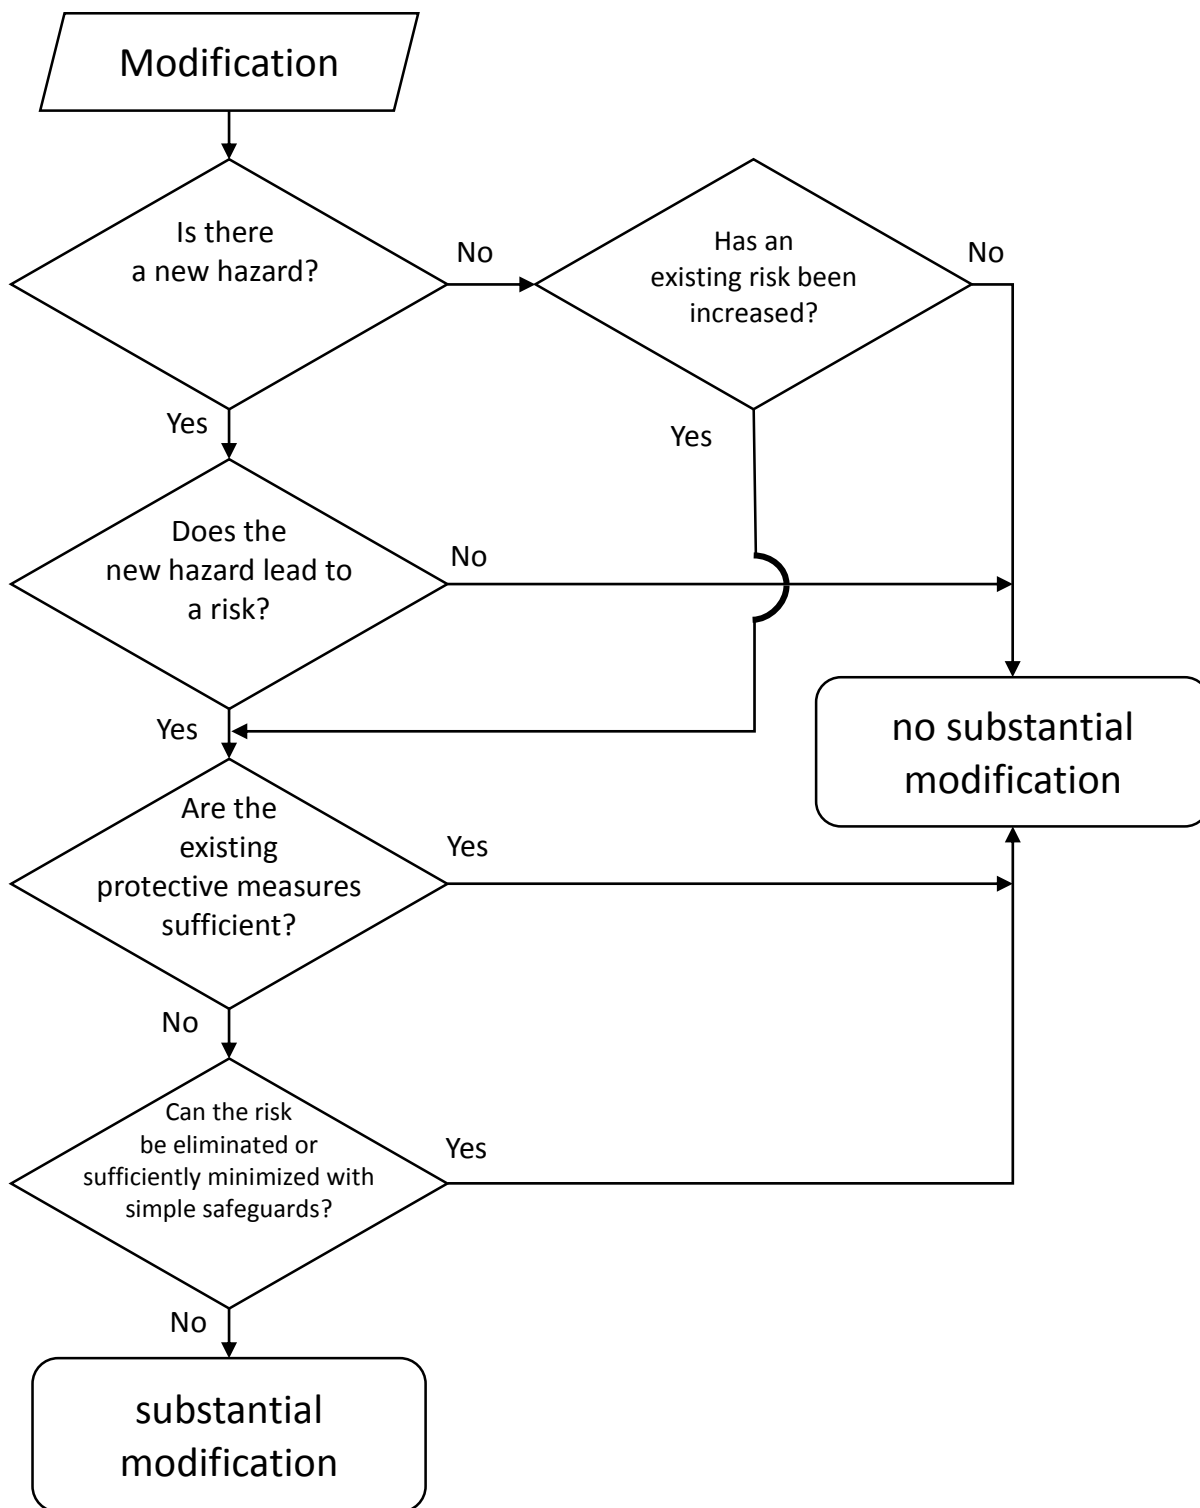 Modification
Is there
a new hazard?
No
Has an
existing risk been
increased?
No
Yes
Yes
Does the
new hazard lead to
a risk?
No
Yes
no substantial
modification
Are the
existing
protective measures
sufficient?
Yes
No
Can the risk
be eliminated or
sufficiently minimized with
simple safeguards?
Yes
No
substantial
modification